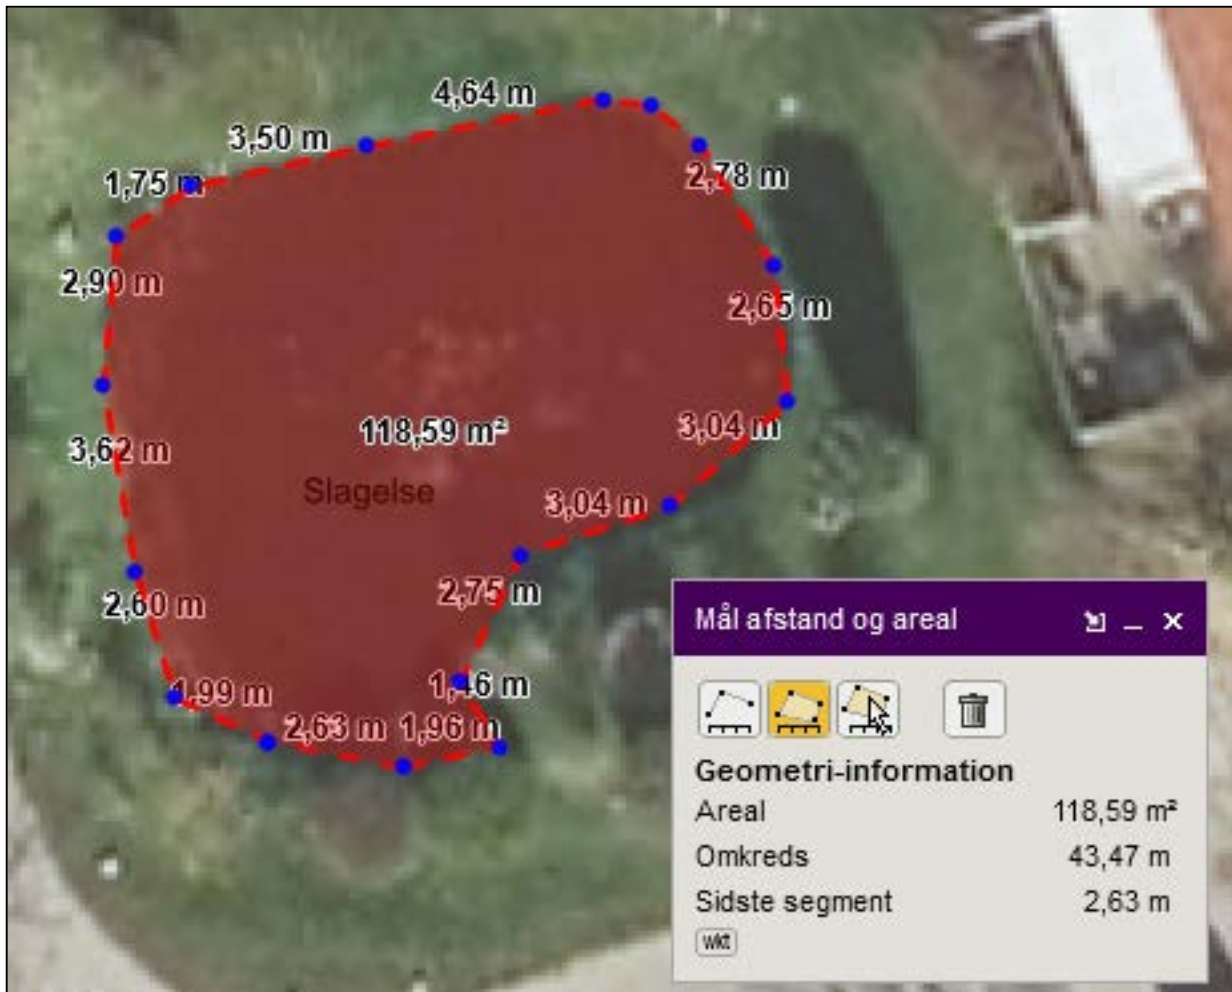 4,64 m
3,50 m
1,75 m
2,78 m
2,90 m
2,65 m
118,59 m²
3,04 m
3,62 m
Slagelse
3,04 m
2,75 m
2,60 m
1,99 m
1,46 m
2,63 m
1,96 m
Mål afstand og areal
Geometri-information
Areal 118,59 m²
Omkreds 43,47 m
Sidste segment 2,63 m
wkt